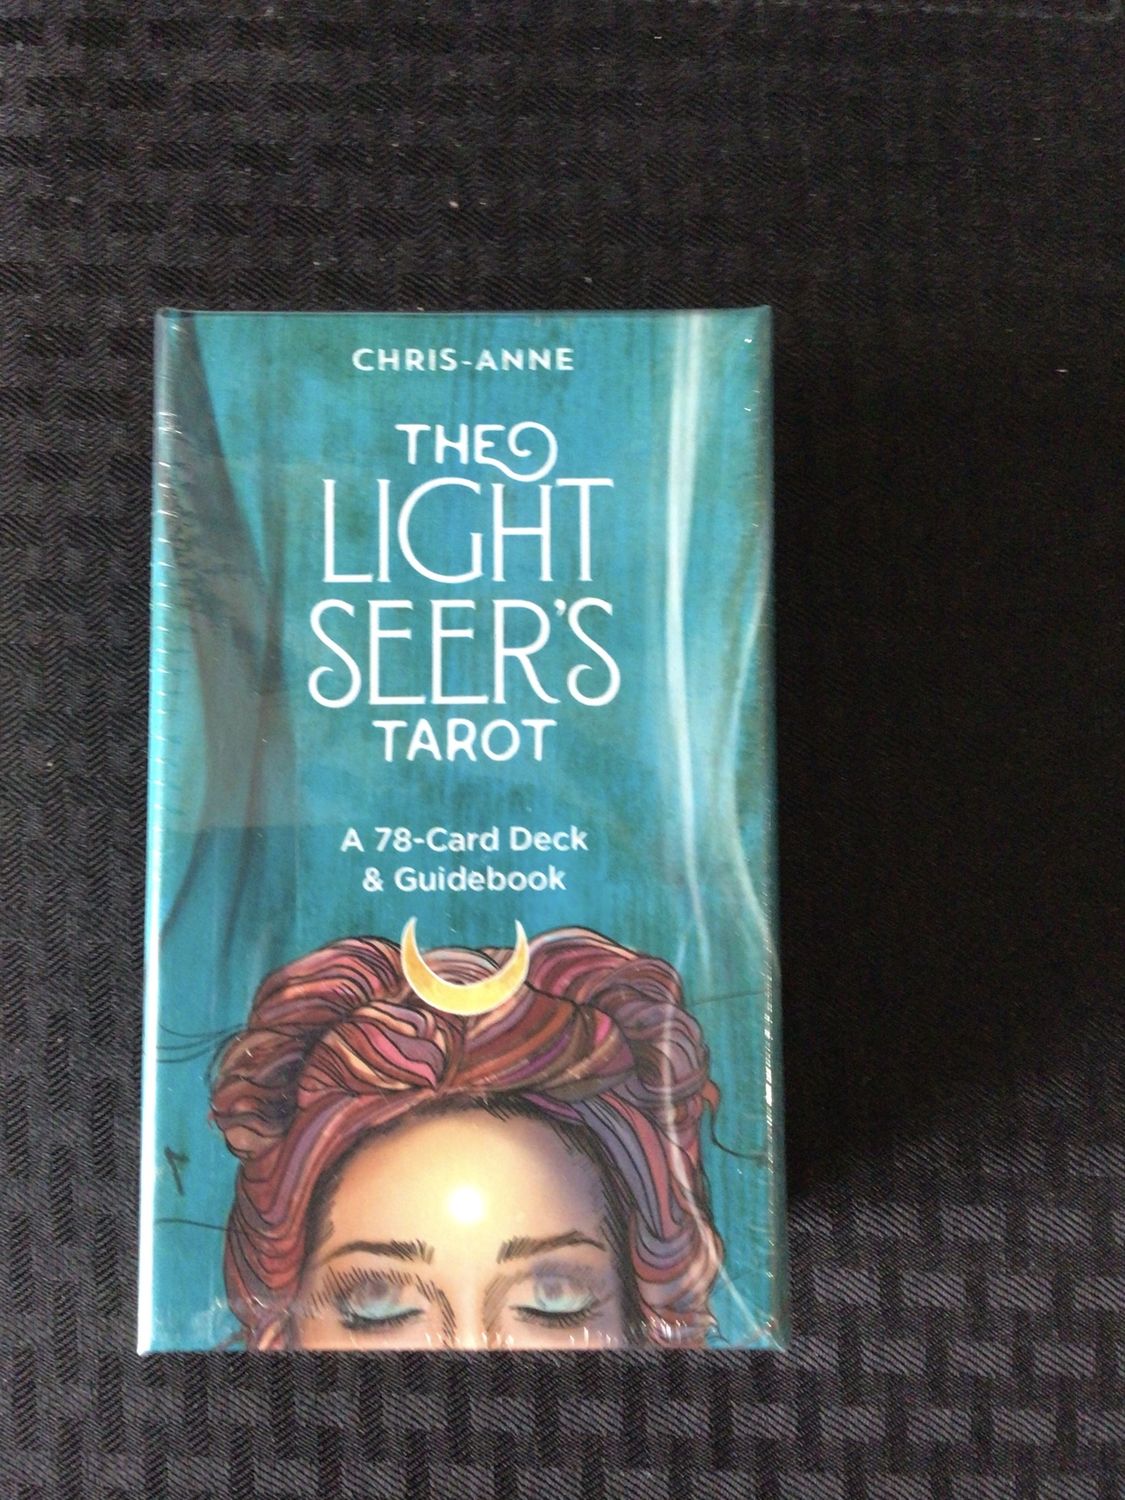 CHRIS-ANNE
THE
LIGHT
SEER'S
TAROT
A 78-Card Deck
& Guidebook